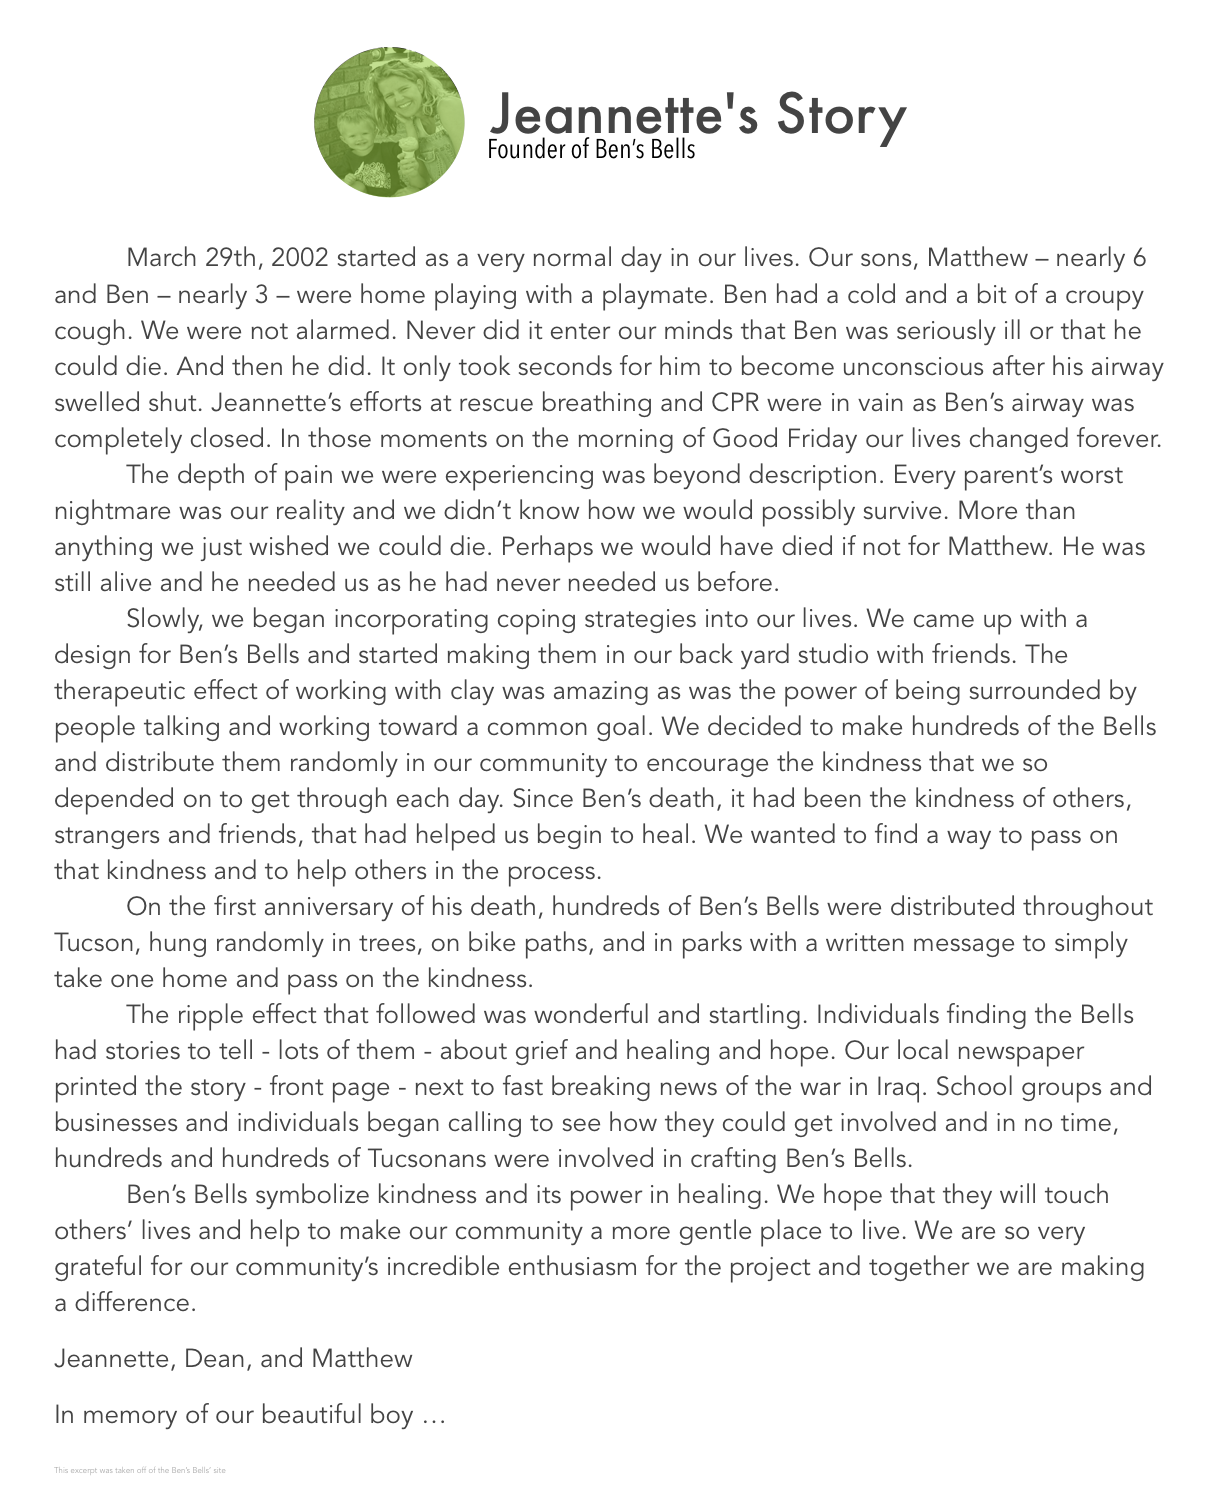 Jeannette's Story
Founder of Ben’s Bells
March 29th, 2002 started as a very normal day in our lives. Our sons, Matthew – nearly 6
and Ben – nearly 3 – were home playing with a playmate. Ben had a cold and a bit of a croupy
cough. We were not alarmed. Never did it enter our minds that Ben was seriously ill or that he
could die. And then he did. It only took seconds for him to become unconscious after his airway
swelled shut. Jeannette’s efforts at rescue breathing and CPR were in vain as Ben’s airway was
completely closed. In those moments on the morning of Good Friday our lives changed forever.
The depth of pain we were experiencing was beyond description. Every parent’s worst
nightmare was our reality and we didn’t know how we would possibly survive. More than
anything we just wished we could die. Perhaps we would have died if not for Matthew. He was
still alive and he needed us as he had never needed us before.
Slowly, we began incorporating coping strategies into our lives. We came up with a
design for Ben’s Bells and started making them in our back yard studio with friends. The
therapeutic effect of working with clay was amazing as was the power of being surrounded by
people talking and working toward a common goal. We decided to make hundreds of the Bells
and distribute them randomly in our community to encourage the kindness that we so
depended on to get through each day. Since Ben’s death, it had been the kindness of others,
strangers and friends, that had helped us begin to heal. We wanted to find a way to pass on
that kindness and to help others in the process.
On the first anniversary of his death, hundreds of Ben’s Bells were distributed throughout
Tucson, hung randomly in trees, on bike paths, and in parks with a written message to simply
take one home and pass on the kindness.
The ripple effect that followed was wonderful and startling. Individuals finding the Bells
had stories to tell - lots of them - about grief and healing and hope. Our local newspaper
printed the story - front page - next to fast breaking news of the war in Iraq. School groups and
businesses and individuals began calling to see how they could get involved and in no time,
hundreds and hundreds of Tucsonans were involved in crafting Ben’s Bells.
Ben’s Bells symbolize kindness and its power in healing. We hope that they will touch
others’ lives and help to make our community a more gentle place to live. We are so very
grateful for our community’s incredible enthusiasm for the project and together we are making
a difference.
Jeannette, Dean, and Matthew
In memory of our beautiful boy …
This excerpt was taken off of the Ben’s Bells’ site